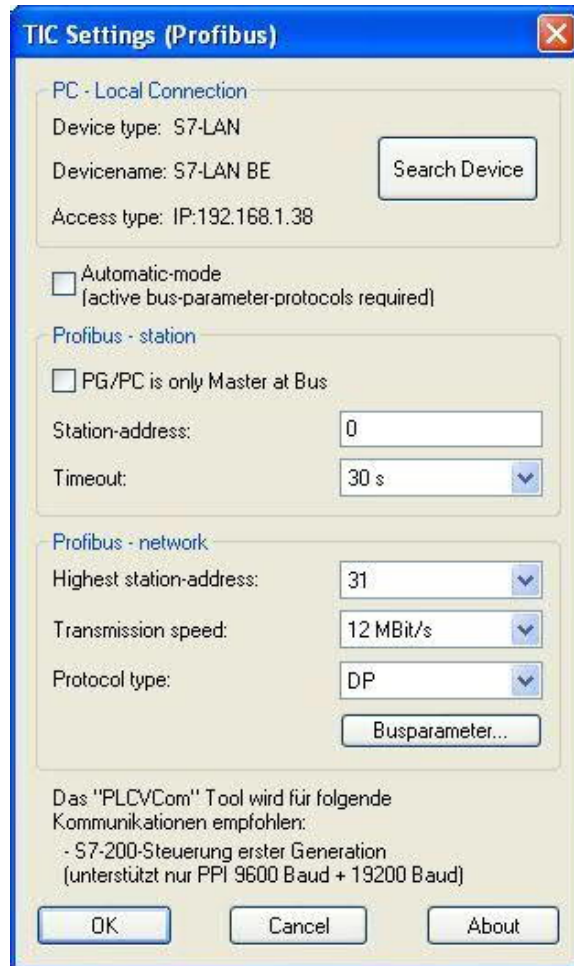 TIC Settings (Profibus)
PC - Local Connection
Device type: S7-LAN
Devicename: S7-LAN BE
Search Device
Access type: IP:192.168.1.38
Automatic-mode
(active bus-parameter-protocols required)
Profibus - station
PG/PC is only Master at Bus
Station-address: 0
Timeout: 30 s
Profibus - network
Highest station-address: 31
Transmission speed: 12 MBit/s
Protocol type: DP
Busparameter...
Das "PLCVCom" Tool wird für folgende
Kommunikationen empfohlen:
- S7-200-Steuerung erster Generation
(unterstützt nur PPI 9600 Baud + 19200 Baud)
OK Cancel About